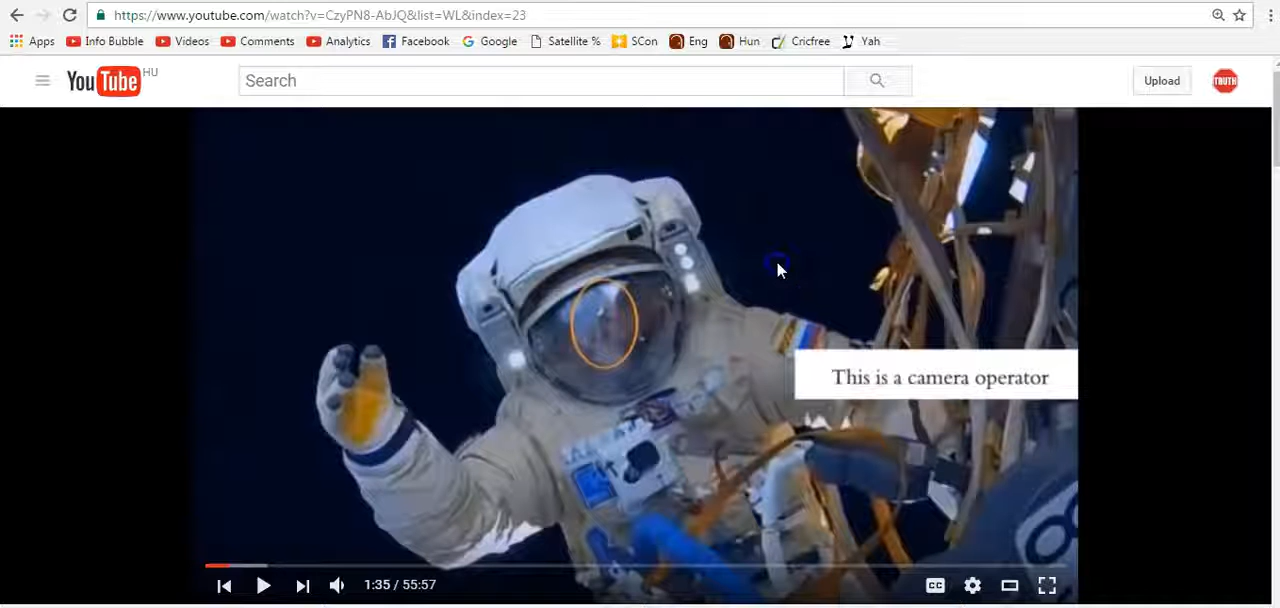 https://www.youtube.com/watch?v=CzyPN8-AbJQ&list=WL&index=23
Apps Info Bubble Videos Comments Analytics Facebook Google Satellite % SCon Eng Hun Cricfree Yah
YouTube HU Search Upload TRUTH
This is a camera operator
8
1:35 / 55:57 CC